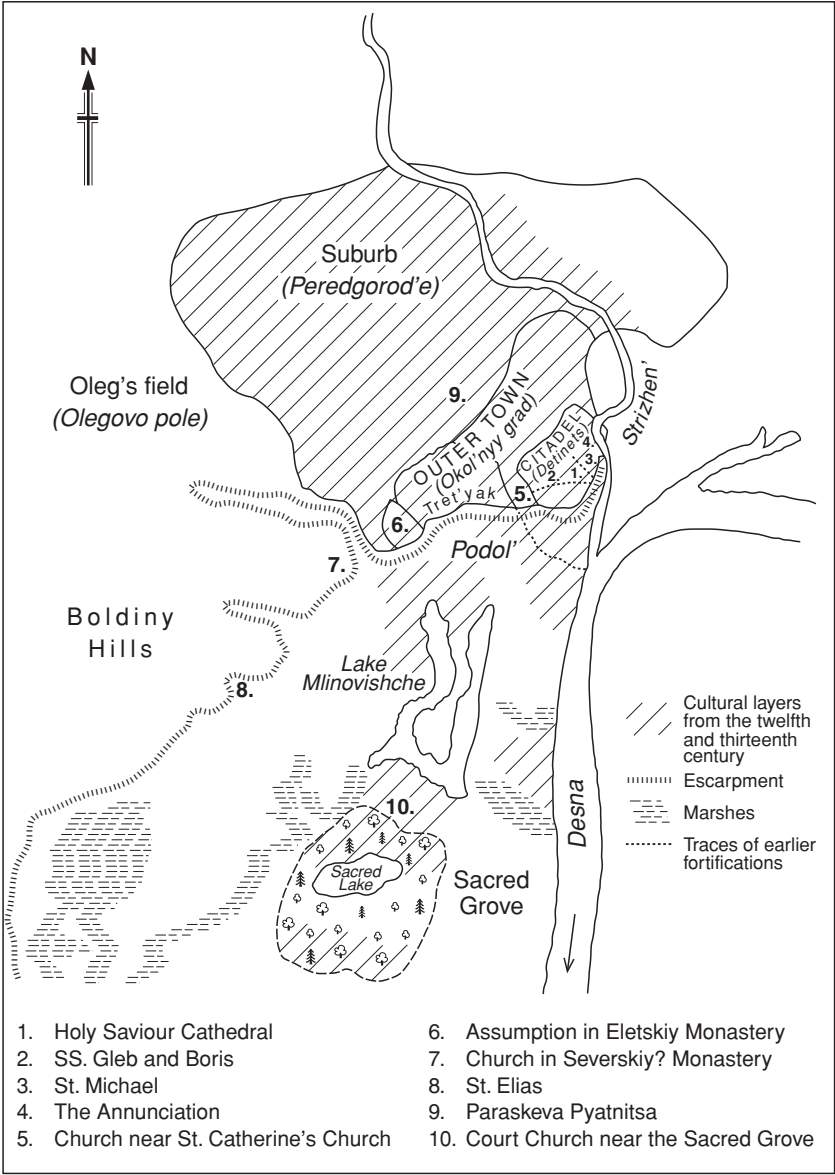 N
Suburb
(Peredgorod'e)
Oleg's field
(Olegovo pole)
9.
OUTER TOWN
(Okol'nyy grad)
Tret'yak
CITADEL
(Detinets)
4.
3.
2.
1.
5.
6.
Strizhen'
Podol'
7.
Boldiny
Hills
8.
Lake
Mlinovishche
Cultural layers
from the twelfth
and thirteenth
century
Escarpment
Marshes
Traces of earlier
fortifications
Desna
10.
Sacred
Lake
Sacred
Grove
1. Holy Saviour Cathedral
2. SS. Gleb and Boris
3. St. Michael
4. The Annunciation
5. Church near St. Catherine's Church
6. Assumption in Eletskiy Monastery
7. Church in Severskiy? Monastery
8. St. Elias
9. Paraskeva Pyatnitsa
10. Court Church near the Sacred Grove